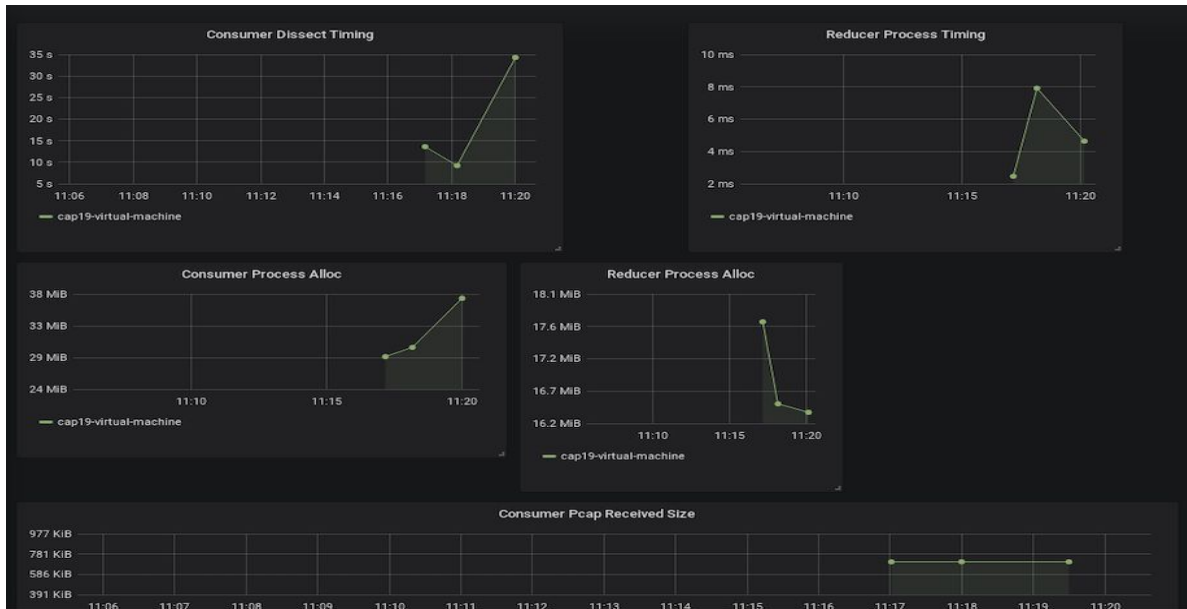 Consumer Dissect Timing
35 s
30 s
25 s
20 s
15 s
10 s
5 s
11:06 11:08 11:10 11:12 11:14 11:16 11:18 11:20
cap19-virtual-machine
Reducer Process Timing
10 ms
8 ms
6 ms
4 ms
2 ms
11:10 11:15 11:20
cap19-virtual-machine
Consumer Process Alloc
38 MiB
33 MiB
29 MiB
24 MiB
11:10 11:15 11:20
cap19-virtual-machine
Reducer Process Alloc
18.1 MiB
17.6 MiB
17.2 MiB
16.7 MiB
16.2 MiB
11:10 11:15 11:20
cap19-virtual-machine
Consumer Pcap Received Size
977 KiB
781 KiB
586 KiB
391 KiB
11:06 11:07 11:08 11:09 11:10 11:11 11:12 11:13 11:14 11:15 11:16 11:17 11:18 11:19 11:20